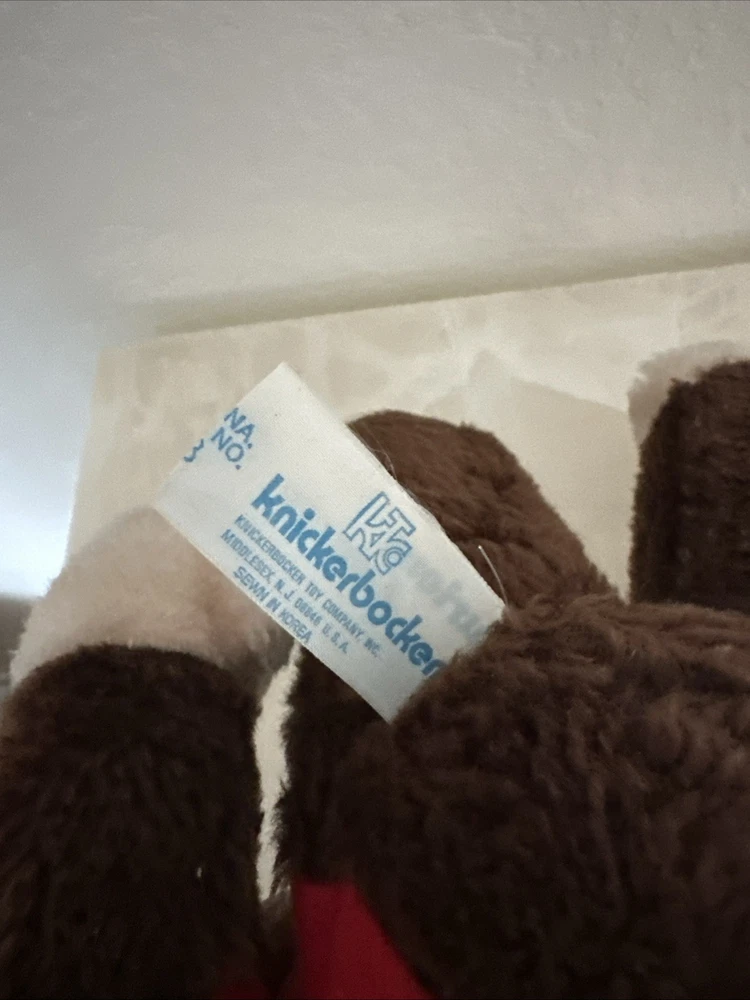 NA.
NO.
3
KTC
knickerbocker
KNICKERBOCKER TOY COMPANY, INC.
MIDDLESEX, N.J. 08846 U.S.A.
SEWN IN KOREA